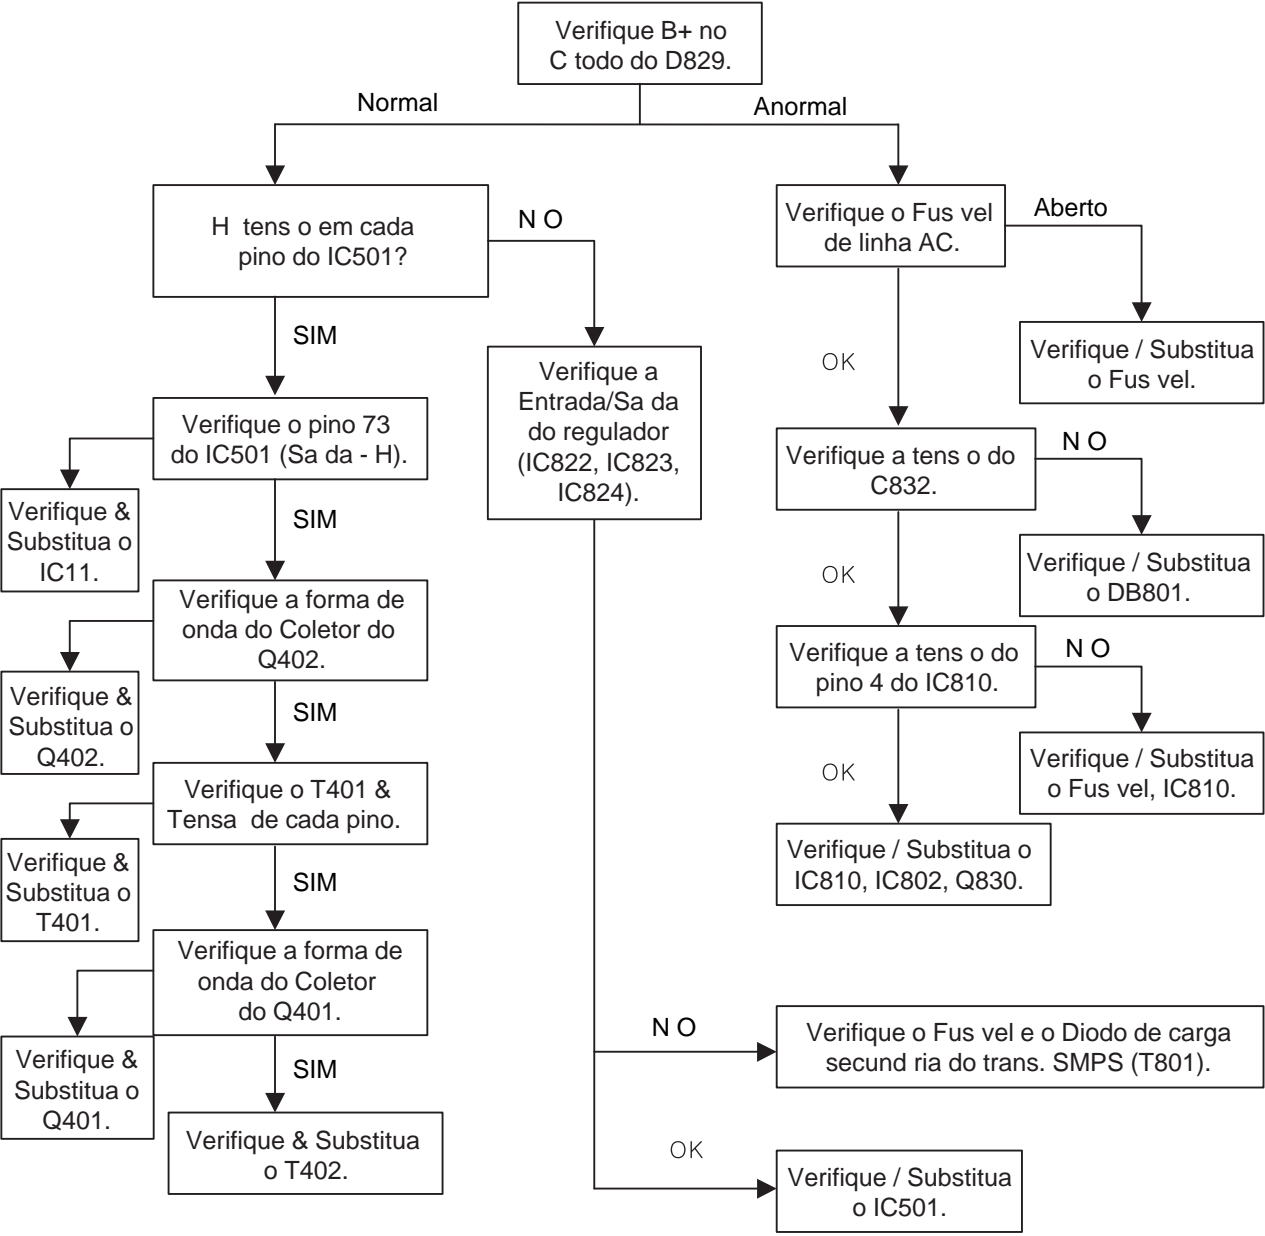 Verifique B+ no
C todo do D829.
Normal
Anormal
H tens o em cada
pino do IC501?
N O
Verifique o Fus vel
de linha AC.
Aberto
SIM
Verifique a
Entrada/Sa da
do regulador
(IC822, IC823,
IC824).
OK
Verifique / Substitua
o Fus vel.
Verifique o pino 73
do IC501 (Sa da - H).
Verifique a tens o do
C832.
N O
Verifique &
Substitua o
IC11.
SIM
OK
Verifique / Substitua
o DB801.
Verifique a forma de
onda do Coletor do
Q402.
Verifique a tens o do
pino 4 do IC810.
N O
Verifique &
Substitua o
Q402.
SIM
OK
Verifique / Substitua
o Fus vel, IC810.
Verifique o T401 &
Tensa de cada pino.
Verifique &
Substitua o
T401.
SIM
Verifique / Substitua o
IC810, IC802, Q830.
Verifique a forma de
onda do Coletor
do Q401.
N O
Verifique o Fus vel e o Diodo de carga
secund ria do trans. SMPS (T801).
Verifique &
Substitua o
Q401.
SIM
Verifique & Substitua
o T402.
OK
Verifique / Substitua
o IC501.